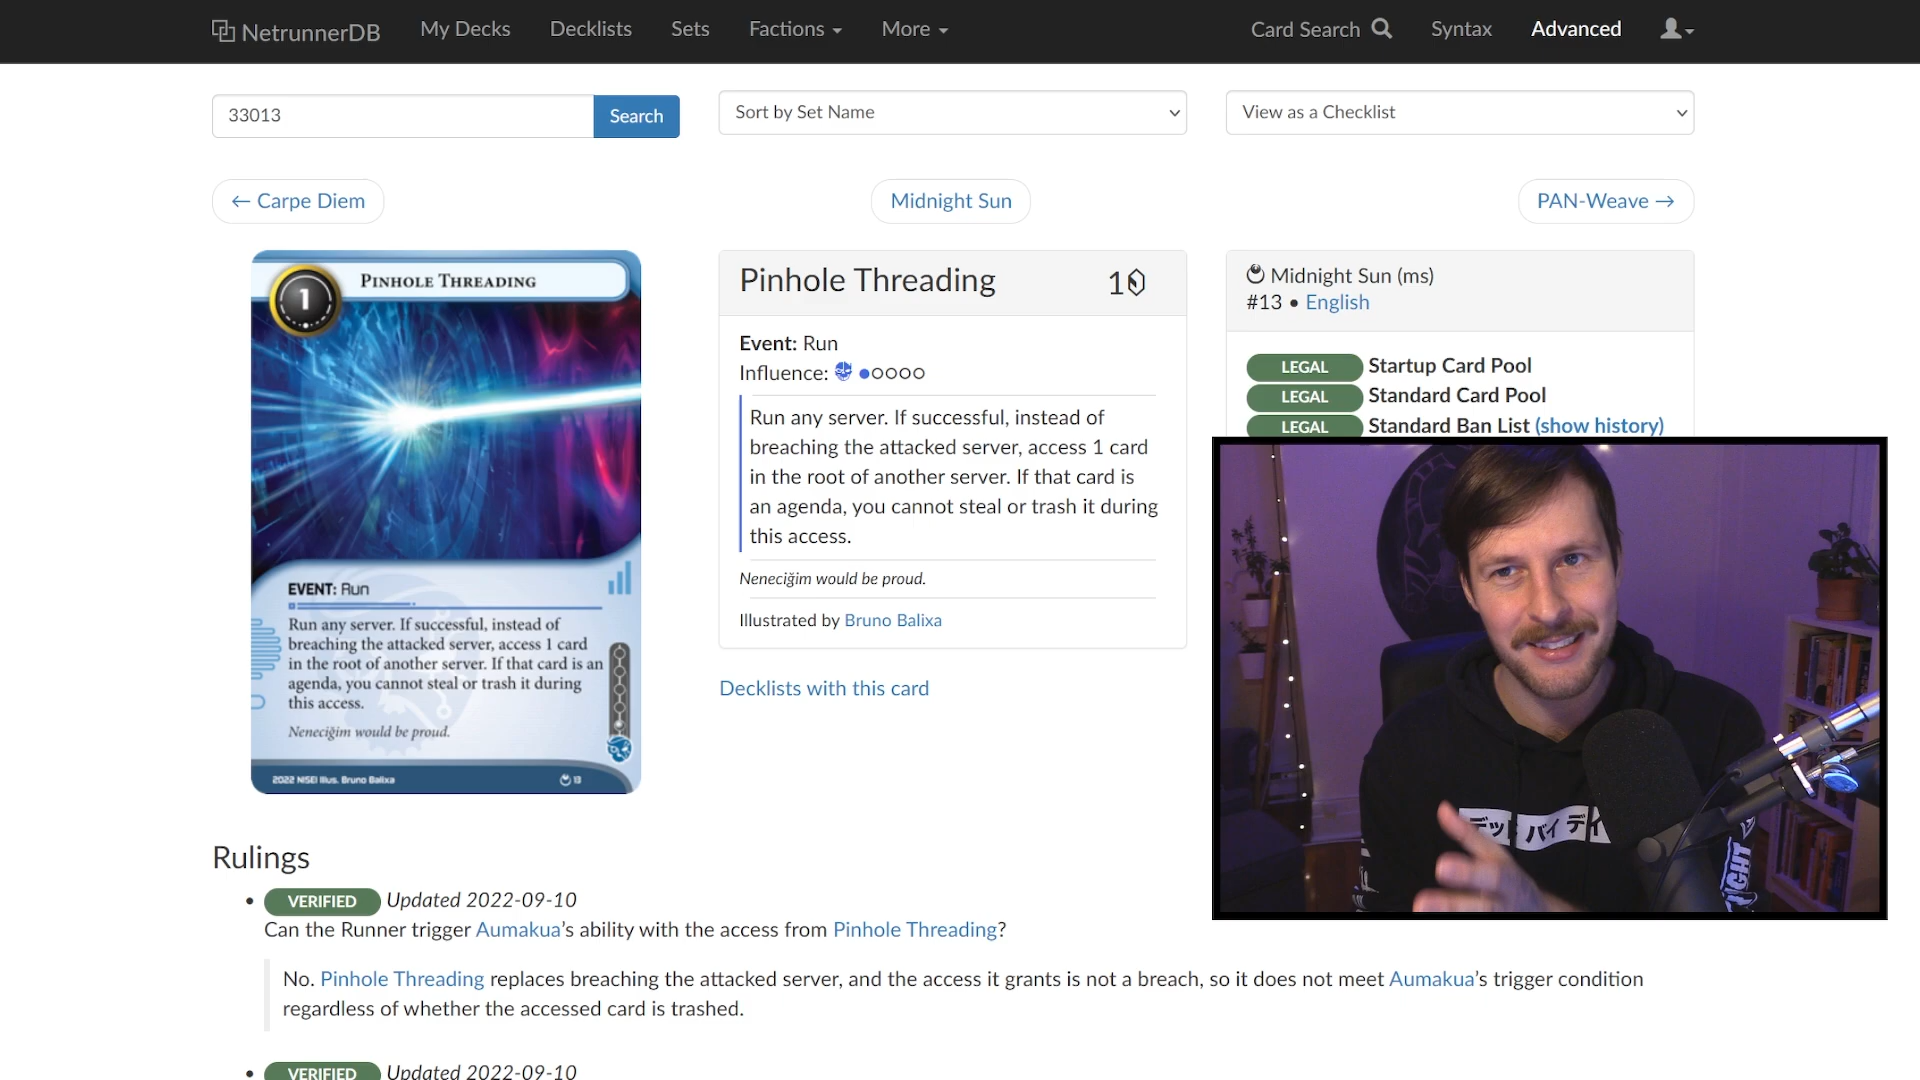 NetrunnerDB My Decks Decklists Sets Factions More Card Search Syntax Advanced
33013 Search Sort by Set Name View as a Checklist
← Carpe Diem Midnight Sun PAN-Weave →
1 PINHOLE THREADING
EVENT: Run
Run any server. If successful, instead of
breaching the attacked server, access 1 card
in the root of another server. If that card is an
agenda, you cannot steal or trash it during
this access.
Neneciğim would be proud.
2022 NISEI Illus. Bruno Balixa 13
Pinhole Threading 1
Event: Run
Influence:
Run any server. If successful, instead of
breaching the attacked server, access 1 card
in the root of another server. If that card is
an agenda, you cannot steal or trash it during
this access.
Neneciğim would be proud.
Illustrated by Bruno Balixa
Decklists with this card
Midnight Sun (ms)
#13 • English
LEGAL Startup Card Pool
LEGAL Standard Card Pool
LEGAL Standard Ban List (show history)
Rulings
• VERIFIED Updated 2022-09-10
Can the Runner trigger Aumakua's ability with the access from Pinhole Threading?
No. Pinhole Threading replaces breaching the attacked server, and the access it grants is not a breach, so it does not meet Aumakua's trigger condition
regardless of whether the accessed card is trashed.
• VERIFIED Updated 2022-09-10